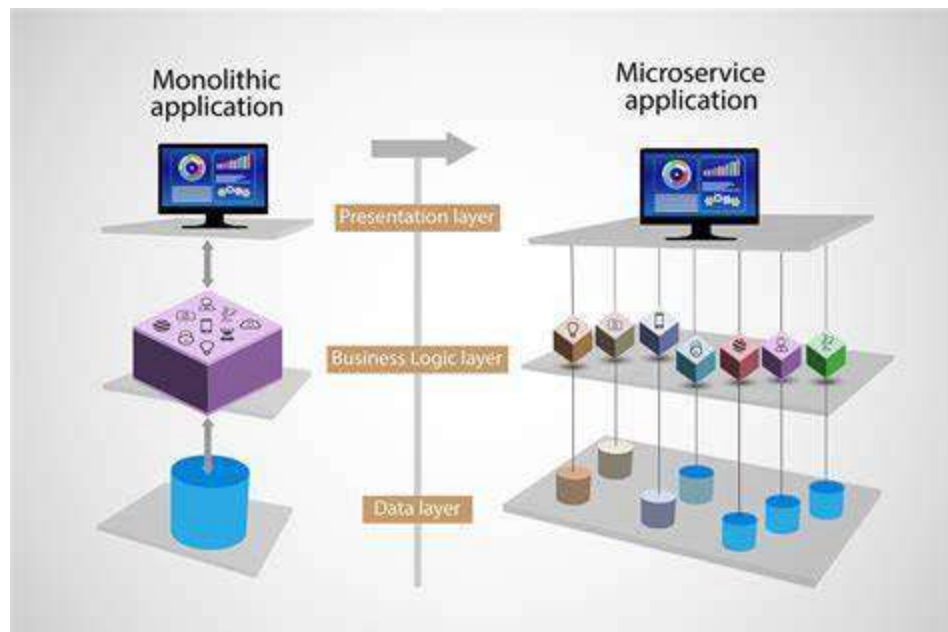 Monolithic
application
Microservice
application
Presentation layer
Business Logic layer
Data layer